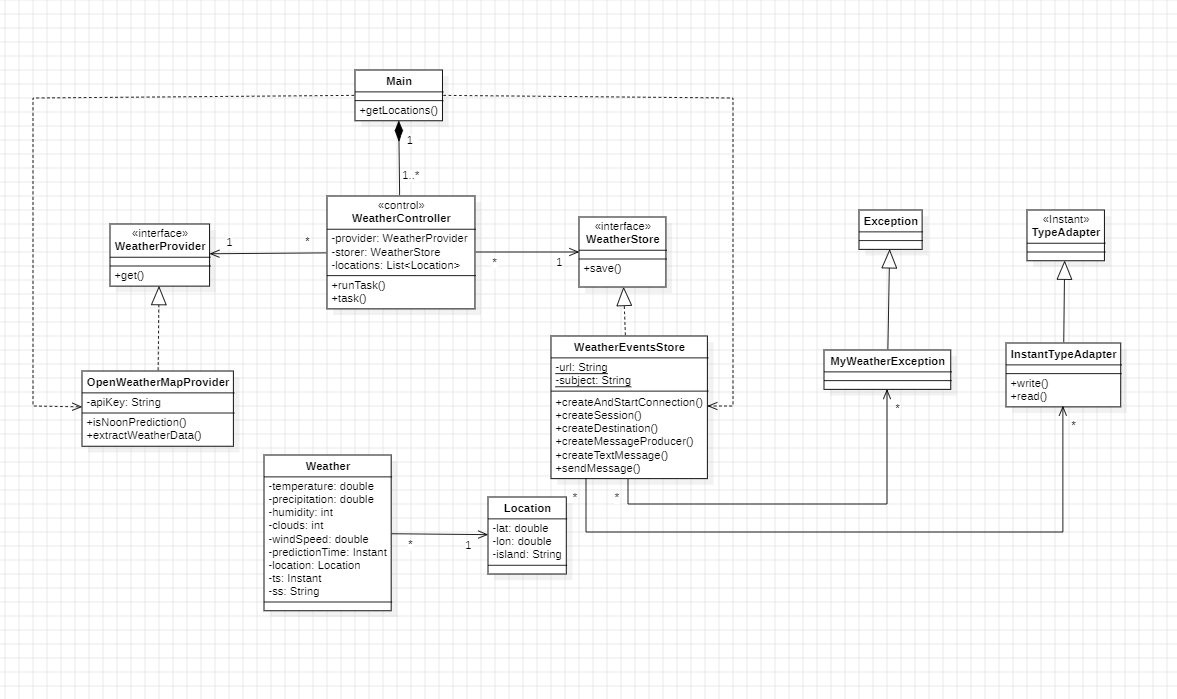 Main
+getLocations()
1
1..*
«control»
WeatherController
-provider: WeatherProvider
-storer: WeatherStore
-locations: List<Location>
+runTask()
+task()
«interface»
WeatherProvider
+get()
1
*
«interface»
WeatherStore
+save()
*
1
Exception
«Instant»
TypeAdapter
OpenWeatherMapProvider
-apiKey: String
+isNoonPrediction()
+extractWeatherData()
WeatherEventsStore
-url: String
-subject: String
+createAndStartConnection()
+createSession()
+createDestination()
+createMessageProducer()
+createTextMessage()
+sendMessage()
MyWeatherException
*
InstantTypeAdapter
+write()
+read()
*
*
*
Weather
-temperature: double
-precipitation: double
-humidity: int
-clouds: int
-windSpeed: double
-predictionTime: Instant
-location: Location
-ts: Instant
-ss: String
*
1
Location
-lat: double
-lon: double
-island: String